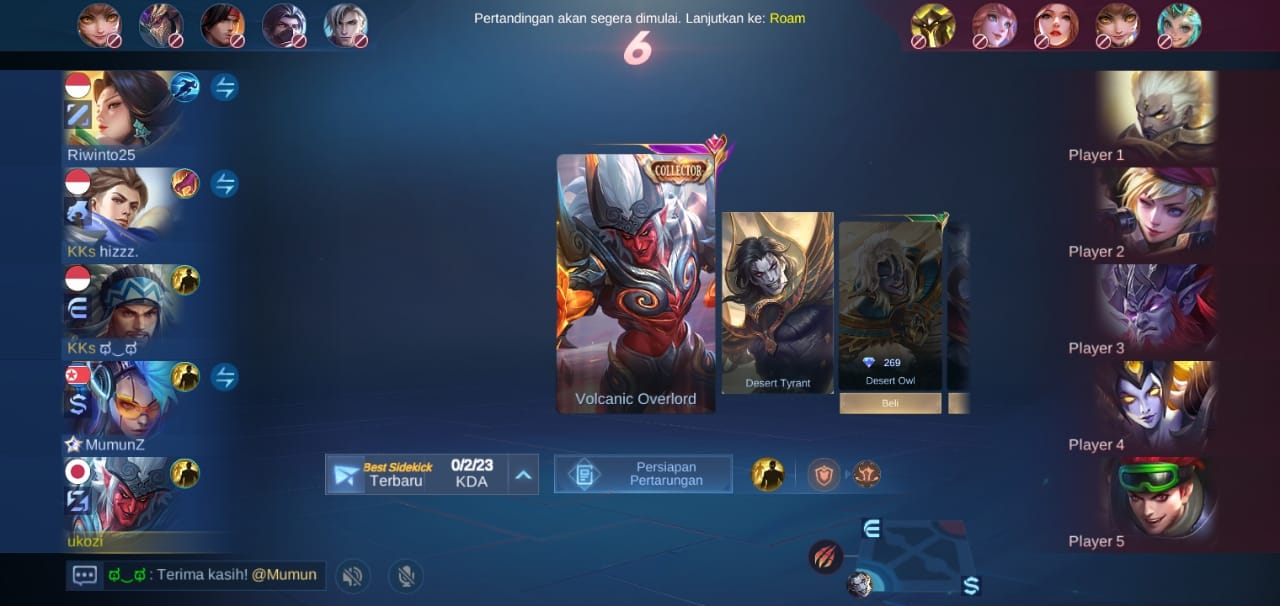 Pertandingan akan segera dimulai. Lanjutkan ke: Roam
6
Riwinto25
KKs hizzz.
KKs ಥ‿ಥ
MumunZ
ukozi
COLLECTOR
Volcanic Overlord
Desert Tyrant
269
Desert Owl
Beli
Player 1
Player 2
Player 3
Player 4
Player 5
Best Sidekick
Terbaru
0/2/23
KDA
Persiapan
Pertarungan
ಥ‿ಥ : Terima kasih! @Mumun